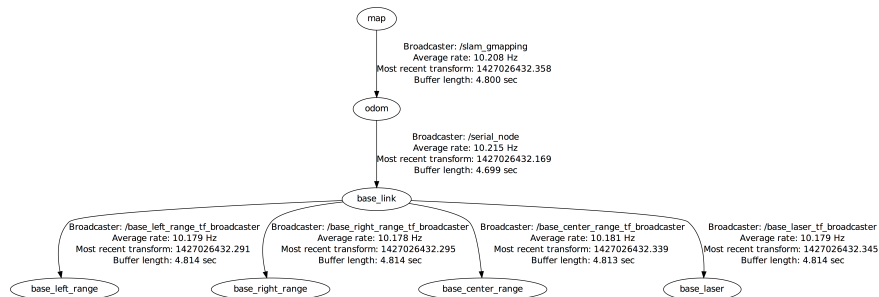 map
Broadcaster: /slam_gmapping
Average rate: 10.208 Hz
Most recent transform: 1427026432.358
Buffer length: 4.800 sec
odom
Broadcaster: /serial_node
Average rate: 10.215 Hz
Most recent transform: 1427026432.169
Buffer length: 4.699 sec
base_link
Broadcaster: /base_left_range_tf_broadcaster
Average rate: 10.179 Hz
Most recent transform: 1427026432.291
Buffer length: 4.814 sec
Broadcaster: /base_right_range_tf_broadcaster
Average rate: 10.178 Hz
Most recent transform: 1427026432.295
Buffer length: 4.814 sec
Broadcaster: /base_center_range_tf_broadcaster
Average rate: 10.181 Hz
Most recent transform: 1427026432.339
Buffer length: 4.813 sec
Broadcaster: /base_laser_tf_broadcaster
Average rate: 10.179 Hz
Most recent transform: 1427026432.345
Buffer length: 4.814 sec
base_left_range
base_right_range
base_center_range
base_laser